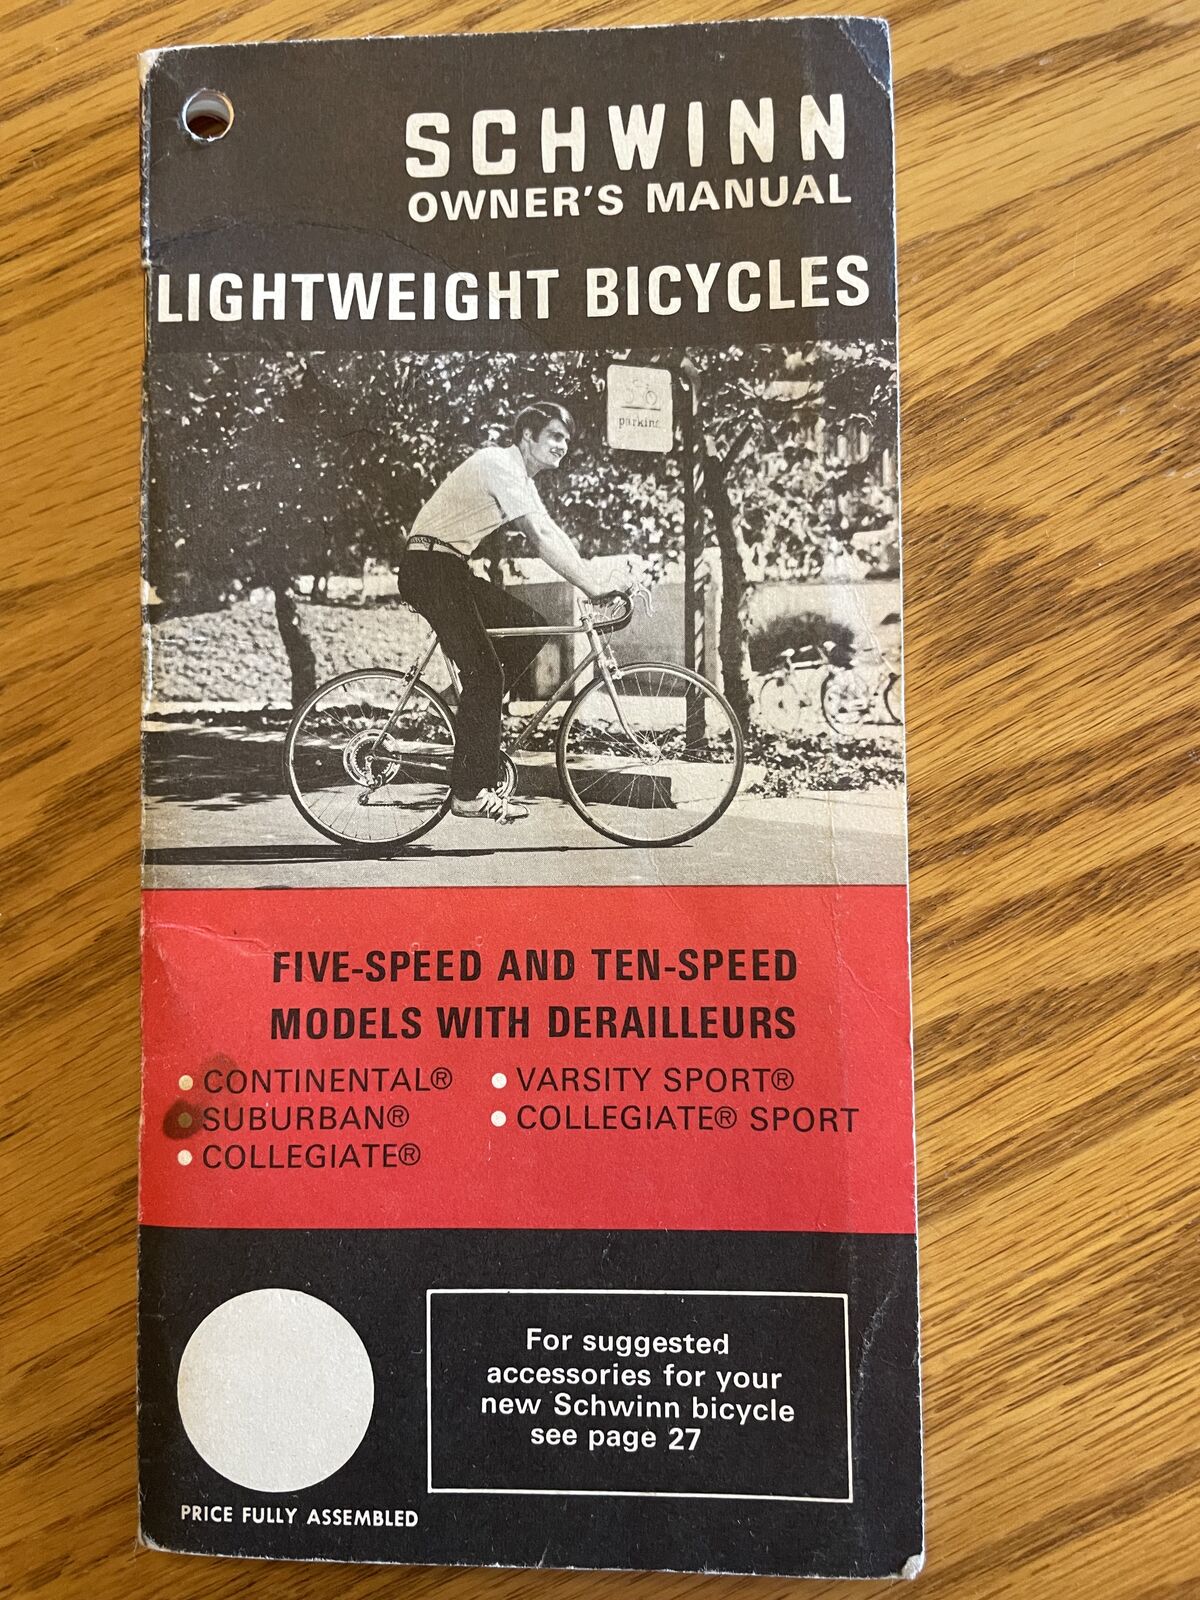 SCHWINN
OWNER'S MANUAL
LIGHTWEIGHT BICYCLES
parking
FIVE-SPEED AND TEN-SPEED
MODELS WITH DERAILLEURS
• CONTINENTAL® • VARSITY SPORT®
• SUBURBAN® • COLLEGIATE® SPORT
• COLLEGIATE®
For suggested
accessories for your
new Schwinn bicycle
see page 27
PRICE FULLY ASSEMBLED